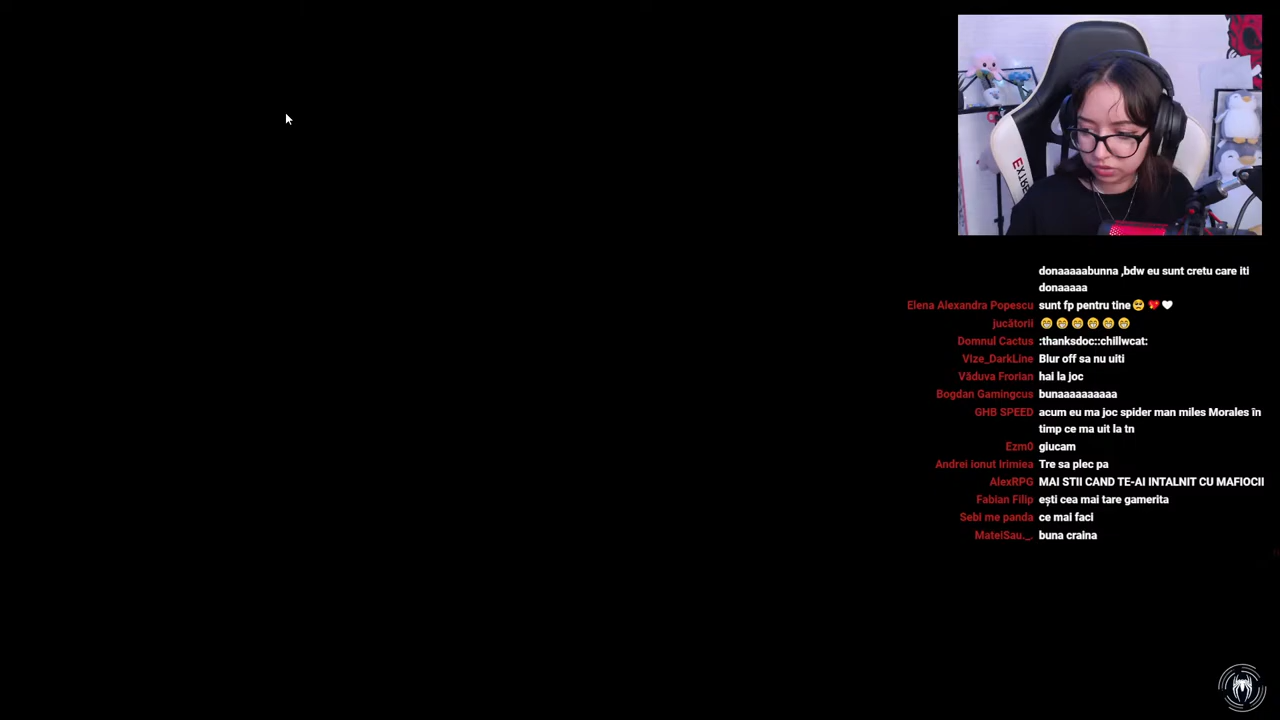 EXTREME
donaaaaabunna ,bdw eu sunt cretu care iti
donaaaaa
Elena Alexandra Popescu sunt fp pentru tine🥺 💖🤍
jucătorii 😁😁😁😁😁😁
Domnul Cactus :thanksdoc::chillwcat:
Vize_DarkLine Blur off sa nu uiti
Văduva Frorian hai la joc
Bogdan Gamingcus bunaaaaaaaaaa
GHB SPEED acum eu ma joc spider man miles Morales în
timp ce ma uit la tn
Ezm0 giucam
Andrei ionut Irimiea Tre sa plec pa
AlexRPG MAI STII CAND TE-AI INTALNIT CU MAFIOCII
Fabian Filip ești cea mai tare gamerita
Sebi me panda ce mai faci
MateiSau._. buna craina